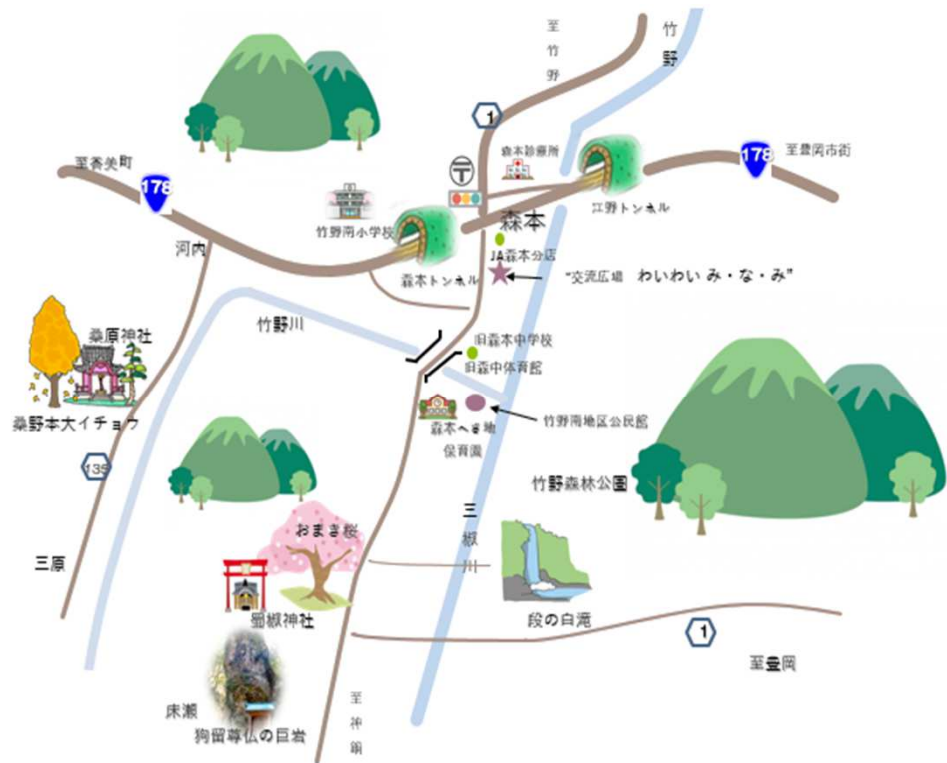 至竹野
竹野
1
森本診療所
178
至豊岡市街
至香美町
178
竹野南小学校
森本
江野トンネル
河内
JA森本分店
森本トンネル
“交流広場 わいわい み・な・み”
竹野川
桑原神社
旧森本中学校
旧森中体育館
桑野本大イチョウ
森本へき地
保育園
竹野南地区公民館
135
竹野森林公園
三椒川
おまき桜
三原
蜀椒神社
段の白滝
1
至豊岡
床瀬
狗留尊仏の巨岩
至神鍋